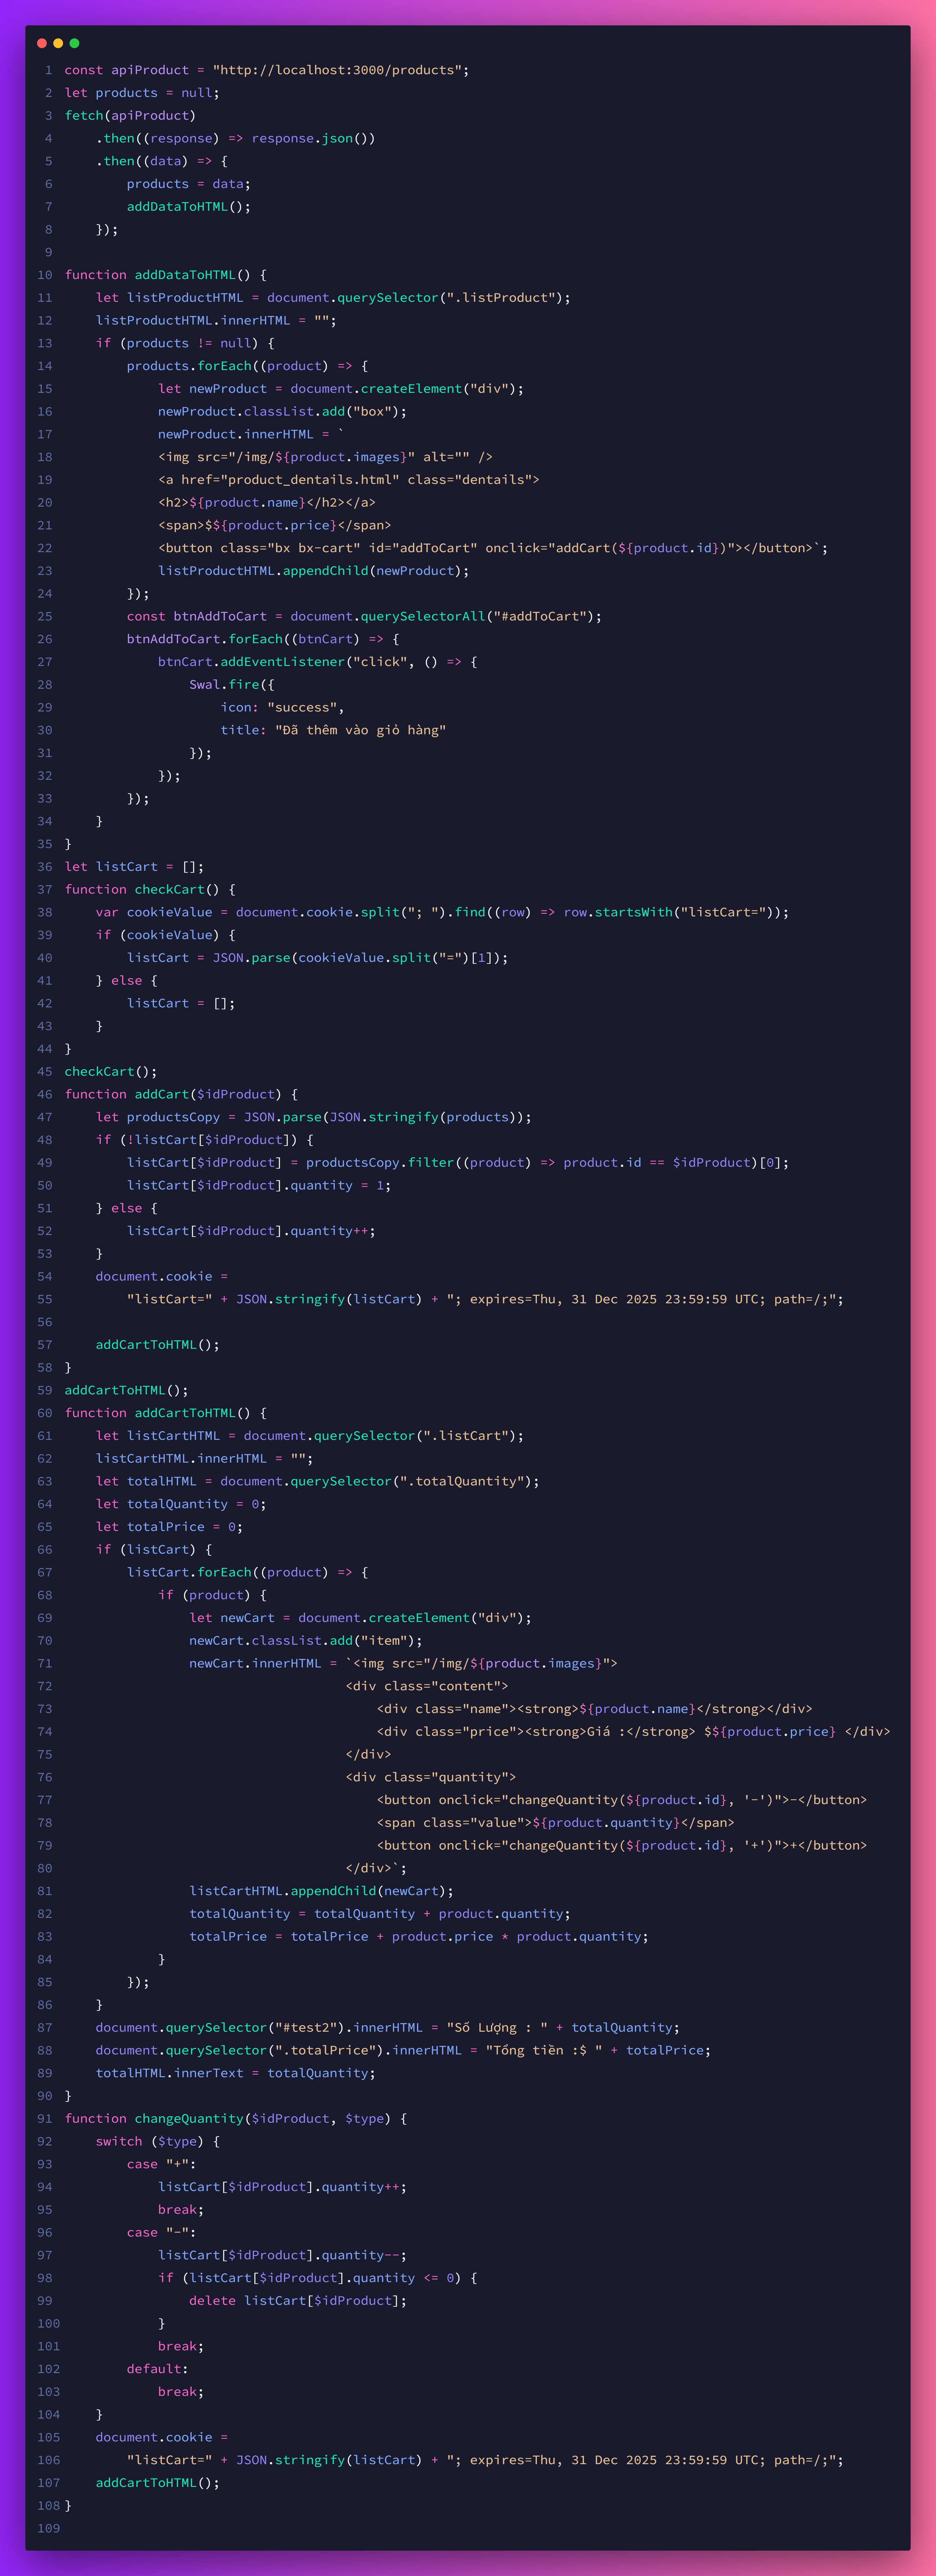 1 const apiProduct = "http://localhost:3000/products";
2 let products = null;
3 fetch(apiProduct)
4     .then((response) => response.json())
5     .then((data) => {
6         products = data;
7         addDataToHTML();
8     });
9
10 function addDataToHTML() {
11     let listProductHTML = document.querySelector(".listProduct");
12     listProductHTML.innerHTML = "";
13     if (products != null) {
14         products.forEach((product) => {
15             let newProduct = document.createElement("div");
16             newProduct.classList.add("box");
17             newProduct.innerHTML = `
18             <img src="/img/${product.images}" alt="" />
19             <a href="product_dentails.html" class="dentails">
20             <h2>${product.name}</h2></a>
21             <span>$${product.price}</span>
22             <button class="bx bx-cart" id="addToCart" onclick="addCart(${product.id})"></button>`;
23             listProductHTML.appendChild(newProduct);
24         });
25         const btnAddToCart = document.querySelectorAll("#addToCart");
26         btnAddToCart.forEach((btnCart) => {
27             btnCart.addEventListener("click", () => {
28                 Swal.fire({
29                     icon: "success",
30                     title: "Đã thêm vào giỏ hàng"
31                 });
32             });
33         });
34     }
35 }
36 let listCart = [];
37 function checkCart() {
38     var cookieValue = document.cookie.split("; ").find((row) => row.startsWith("listCart="));
39     if (cookieValue) {
40         listCart = JSON.parse(cookieValue.split("=")[1]);
41     } else {
42         listCart = [];
43     }
44 }
45 checkCart();
46 function addCart($idProduct) {
47     let productsCopy = JSON.parse(JSON.stringify(products));
48     if (!listCart[$idProduct]) {
49         listCart[$idProduct] = productsCopy.filter((product) => product.id == $idProduct)[0];
50         listCart[$idProduct].quantity = 1;
51     } else {
52         listCart[$idProduct].quantity++;
53     }
54     document.cookie =
55         "listCart=" + JSON.stringify(listCart) + "; expires=Thu, 31 Dec 2025 23:59:59 UTC; path=/;";
56
57     addCartToHTML();
58 }
59 addCartToHTML();
60 function addCartToHTML() {
61     let listCartHTML = document.querySelector(".listCart");
62     listCartHTML.innerHTML = "";
63     let totalHTML = document.querySelector(".totalQuantity");
64     let totalQuantity = 0;
65     let totalPrice = 0;
66     if (listCart) {
67         listCart.forEach((product) => {
68             if (product) {
69                 let newCart = document.createElement("div");
70                 newCart.classList.add("item");
71                 newCart.innerHTML = `<img src="/img/${product.images}">
72                                     <div class="content">
73                                         <div class="name"><strong>${product.name}</strong></div>
74                                         <div class="price"><strong>Giá :</strong> $${product.price} </div>
75                                     </div>
76                                     <div class="quantity">
77                                         <button onclick="changeQuantity(${product.id}, '-')">-</button>
78                                         <span class="value">${product.quantity}</span>
79                                         <button onclick="changeQuantity(${product.id}, '+')">+</button>
80                                     </div>`;
81                 listCartHTML.appendChild(newCart);
82                 totalQuantity = totalQuantity + product.quantity;
83                 totalPrice = totalPrice + product.price * product.quantity;
84             }
85         });
86     }
87     document.querySelector("#test2").innerHTML = "Số Lượng : " + totalQuantity;
88     document.querySelector(".totalPrice").innerHTML = "Tổng tiền :$ " + totalPrice;
89     totalHTML.innerText = totalQuantity;
90 }
91 function changeQuantity($idProduct, $type) {
92     switch ($type) {
93         case "+":
94             listCart[$idProduct].quantity++;
95             break;
96         case "-":
97             listCart[$idProduct].quantity--;
98             if (listCart[$idProduct].quantity <= 0) {
99                 delete listCart[$idProduct];
100             }
101             break;
102         default:
103             break;
104     }
105     document.cookie =
106         "listCart=" + JSON.stringify(listCart) + "; expires=Thu, 31 Dec 2025 23:59:59 UTC; path=/;";
107     addCartToHTML();
108 }
109